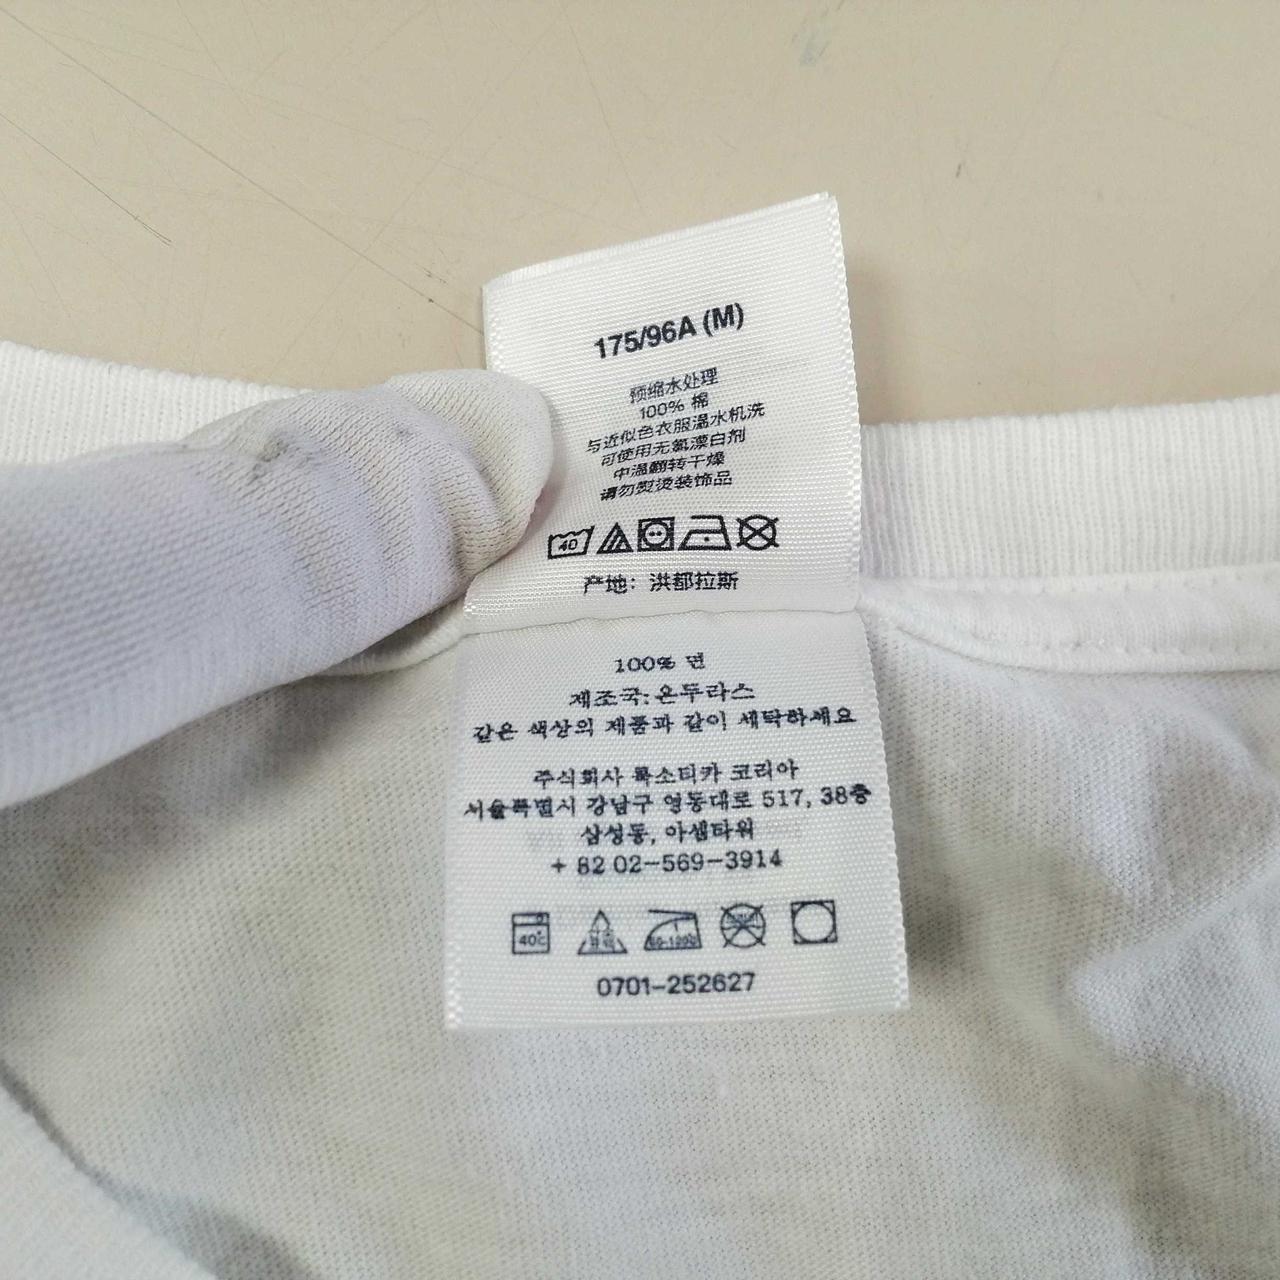 175/96A (M)
预缩水处理
100% 棉
与近似色衣服温水机洗
可使用无氯漂白剂
中温翻转干燥
请勿熨烫装饰品
40
产地：洪都拉斯
100% 면
제조국: 온두라스
같은 색상의 제품과 같이 세탁하세요
주식회사 룩소티카 코리아
서울특별시 강남구 영동대로 517, 38층
삼성동, 아셈타워
+ 82 02-569-3914
40℃
80-120℃
0701-252627